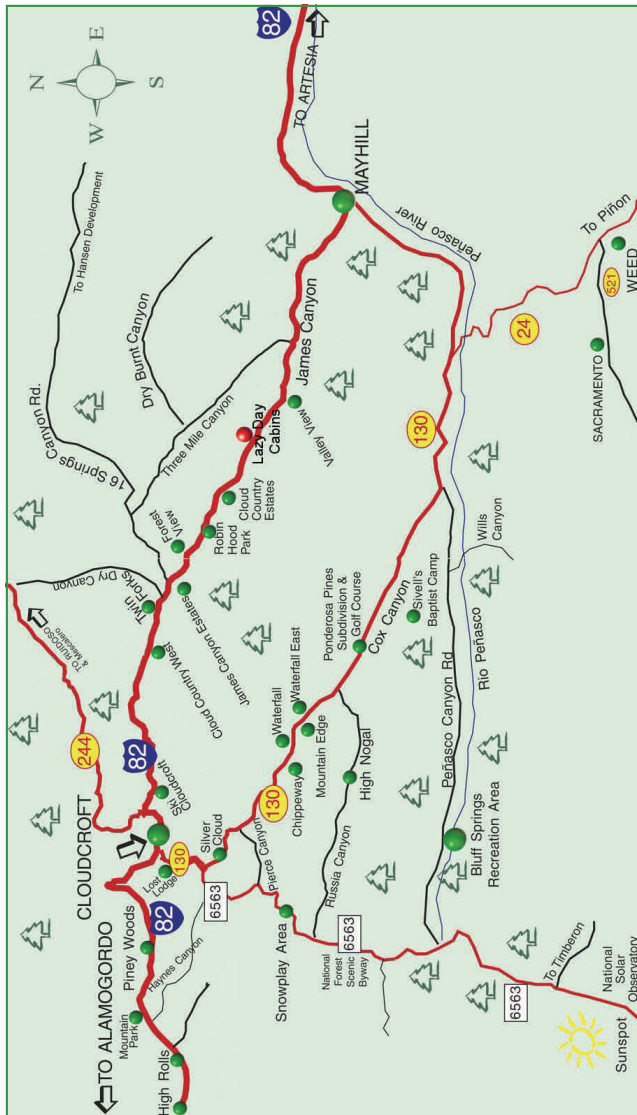 TO ALAMOGORDO
High Rolls
Mountain
Park
Haynes Canyon
Piney Woods
82
CLOUDCROFT
Lost
Lodge
130
Ski
Cloudcroft
244
TO RUIDOSO
& Mescalero
82
Cloud Country West
Twin
Forks
Dry Canyon
James Canyon Estates
Forest
View
Robin
Hood
Park
Cloud
Country
Estates
16 Springs Canyon Rd.
To Hansen Development
Three Mile Canyon
Dry Burnt Canyon
Lazy Day
Cabins
Valley View
James Canyon
MAYHILL
82
TO ARTESIA
N
E
S
W
Peñasco River
6563
Silver
Cloud
Pierce Canyon
Snowplay Area
130
Chippeway
Waterfall
Waterfall East
Mountain Edge
High Nogal
Russia Canyon
National
Forest
Scenic
Byway
6563
Ponderosa Pines
Subdivision &
Golf Course
Cox Canyon
Sivell's
Baptist Camp
Peñasco Canyon Rd
Rio Peñasco
Wills
Canyon
Bluff Springs
Recreation Area
130
24
To Piñon
521
WEED
SACRAMENTO
6563
To Timberon
National
Solar
Observatory
Sunspot